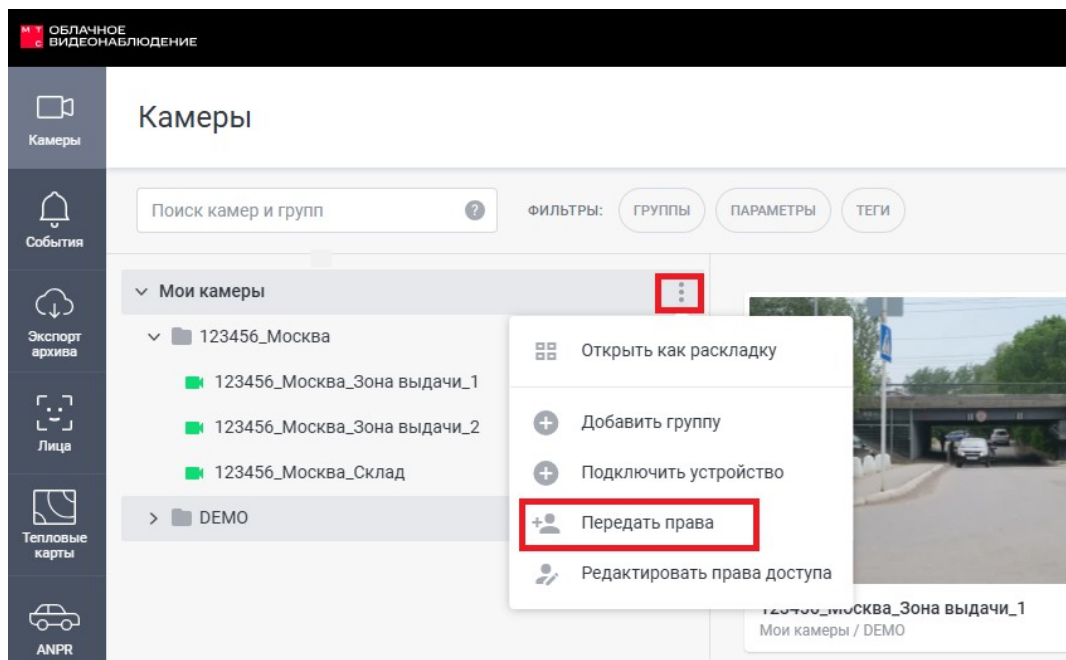 МТС
ОБЛАЧНОЕ
ВИДЕОНАБЛЮДЕНИЕ
Камеры
События
Экспорт
архива
Лица
Тепловые
карты
ANPR
Камеры
Поиск камер и групп
?
ФИЛЬТРЫ:
ГРУППЫ
ПАРАМЕТРЫ
ТЕГИ
Мои камеры
123456_Москва
123456_Москва_Зона выдачи_1
123456_Москва_Зона выдачи_2
123456_Москва_Склад
DEMO
Открыть как раскладку
Добавить группу
Подключить устройство
Передать права
Редактировать права доступа
123456_Москва_Зона выдачи_1
Мои камеры / DEMO